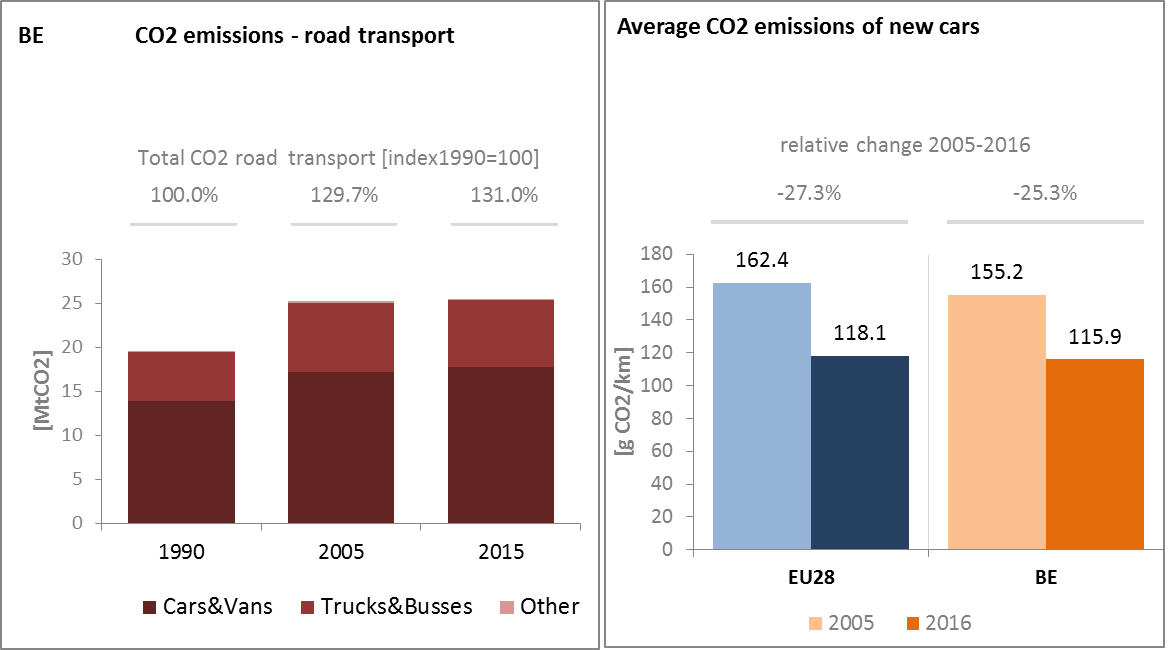 BE CO2 emissions - road transport
Total CO2 road transport [index1990=100]
100.0% 129.7% 131.0%
30
25
20
15
10
5
0
[MtCO2]
1990 2005 2015
Cars&Vans Trucks&Busses Other
Average CO2 emissions of new cars
relative change 2005-2016
-27.3% -25.3%
180
160
140
120
100
80
60
40
20
0
[g CO2/km]
162.4 118.1 155.2 115.9
EU28 BE
2005 2016